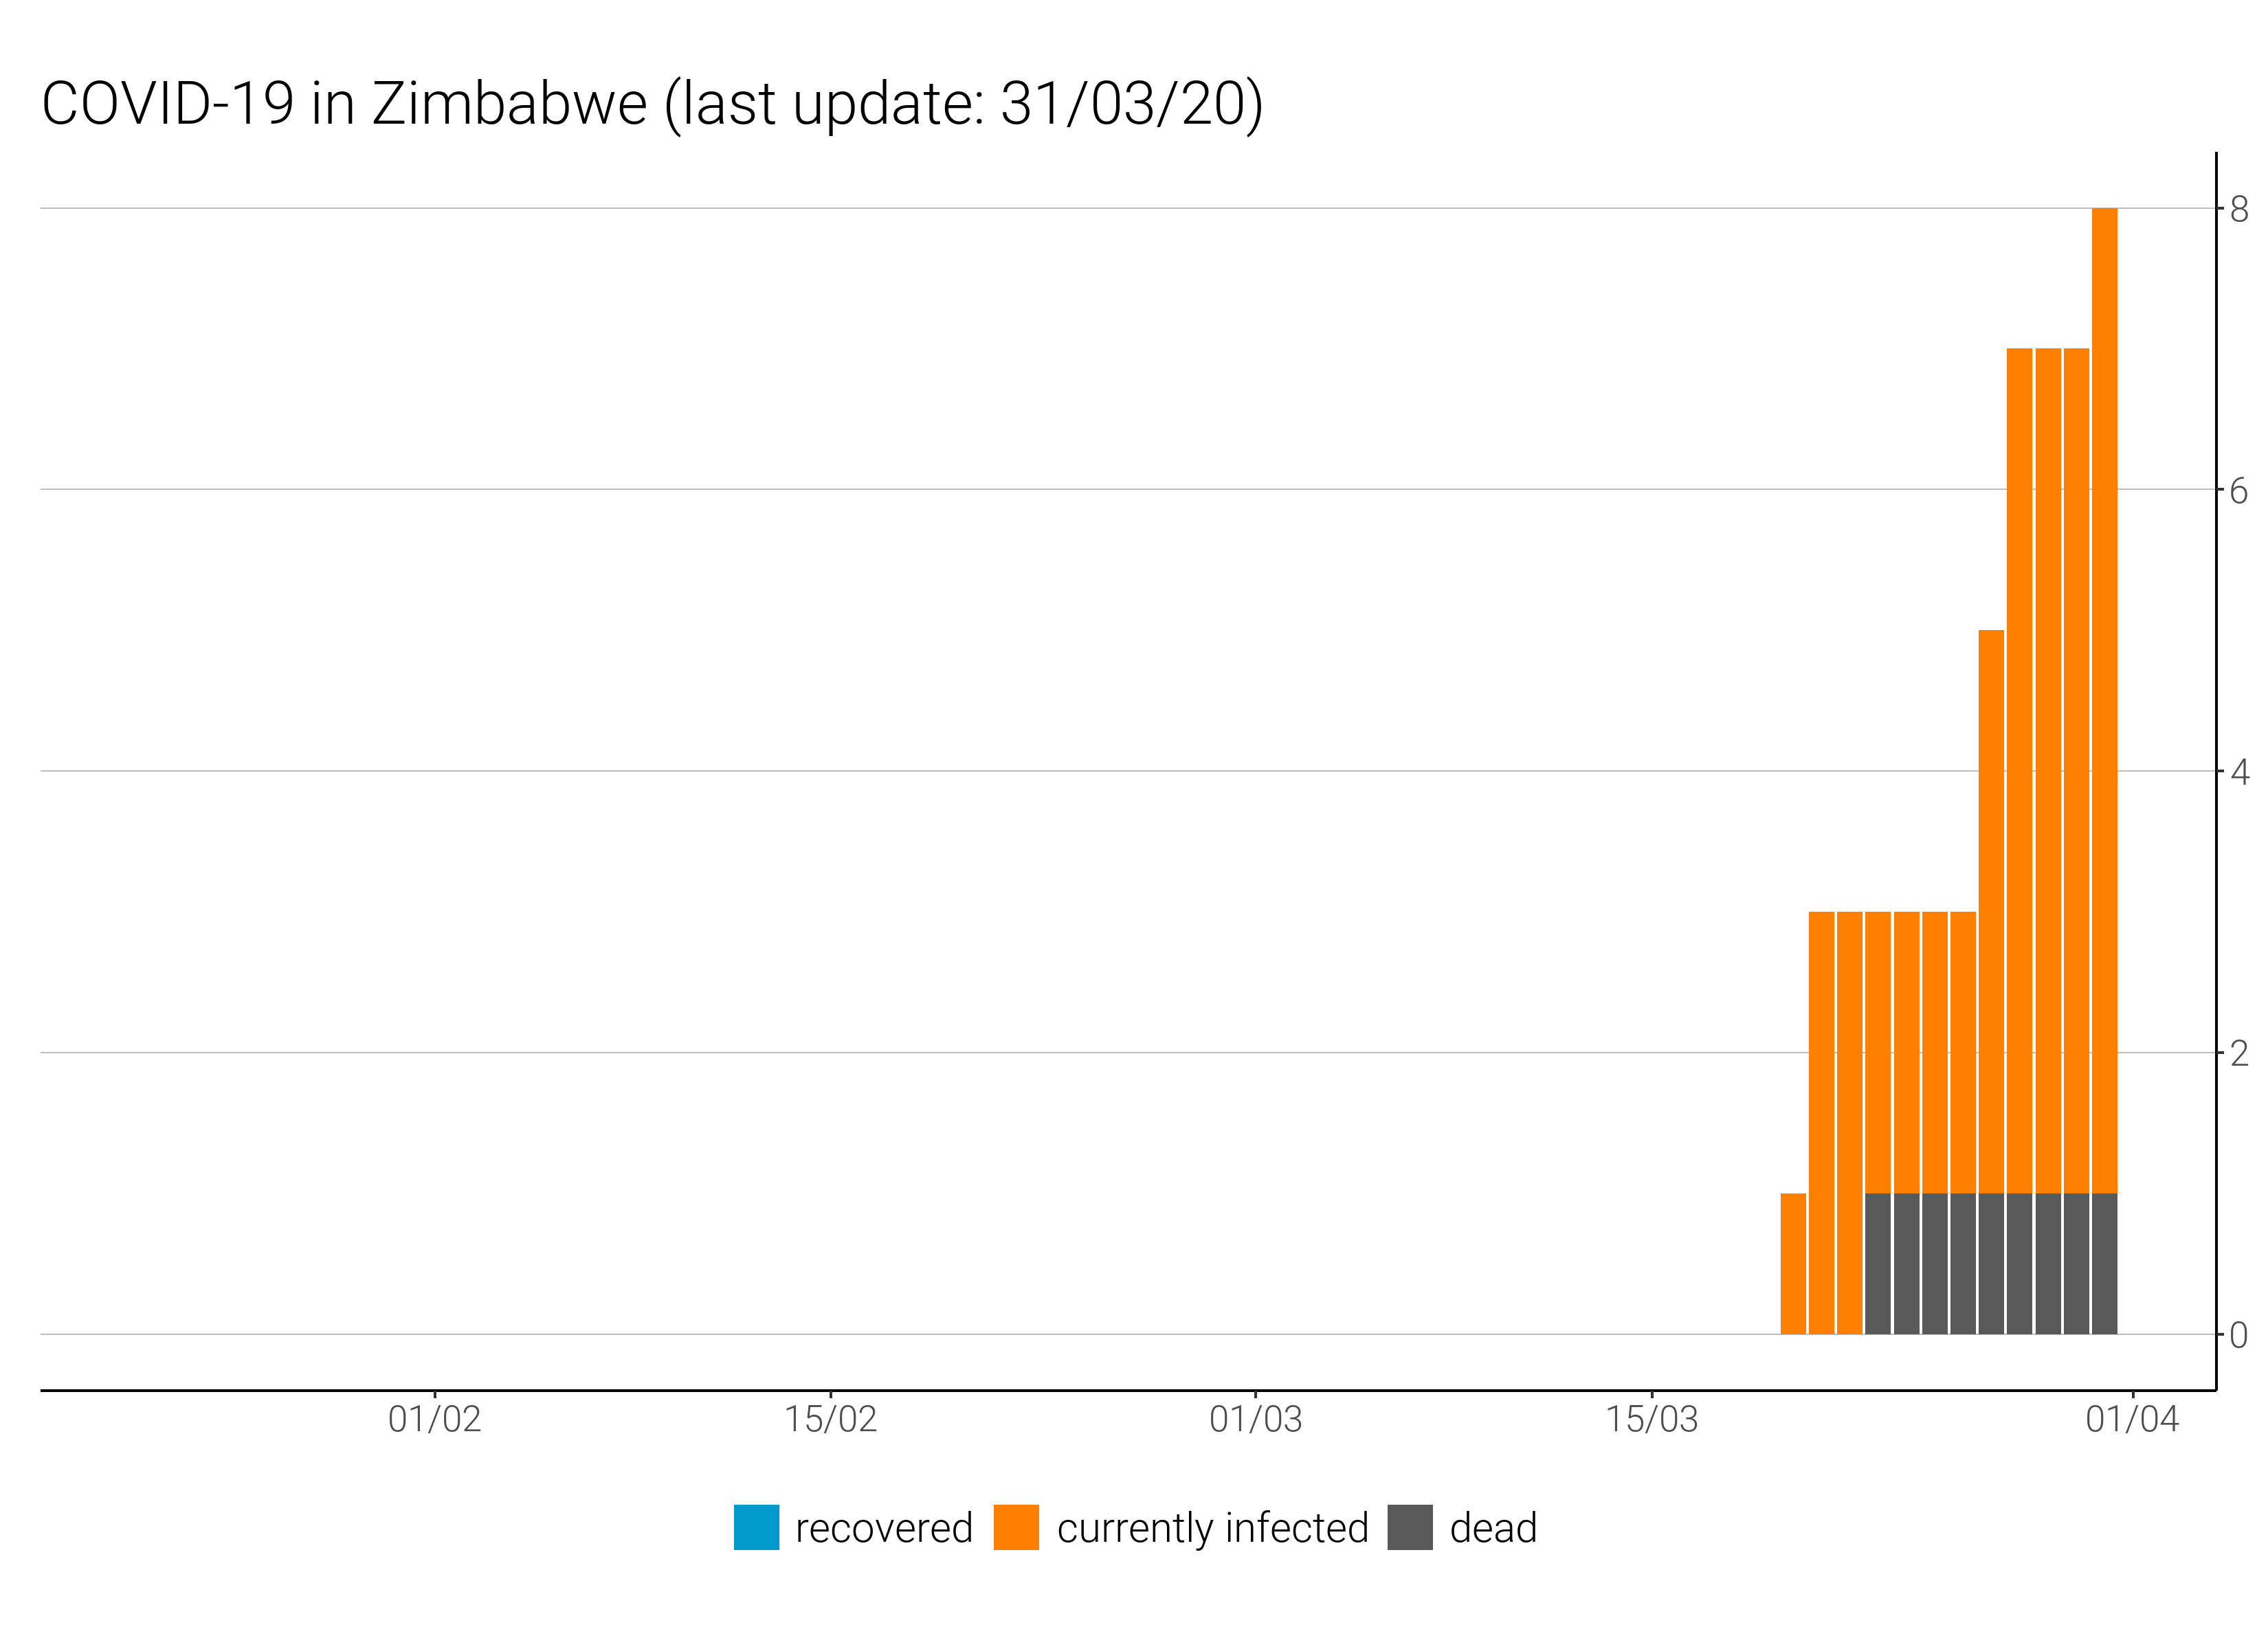 COVID-19 in Zimbabwe (last update: 31/03/20)
8
6
4
2
0
01/02 15/02 01/03 15/03 01/04
recovered currently infected dead